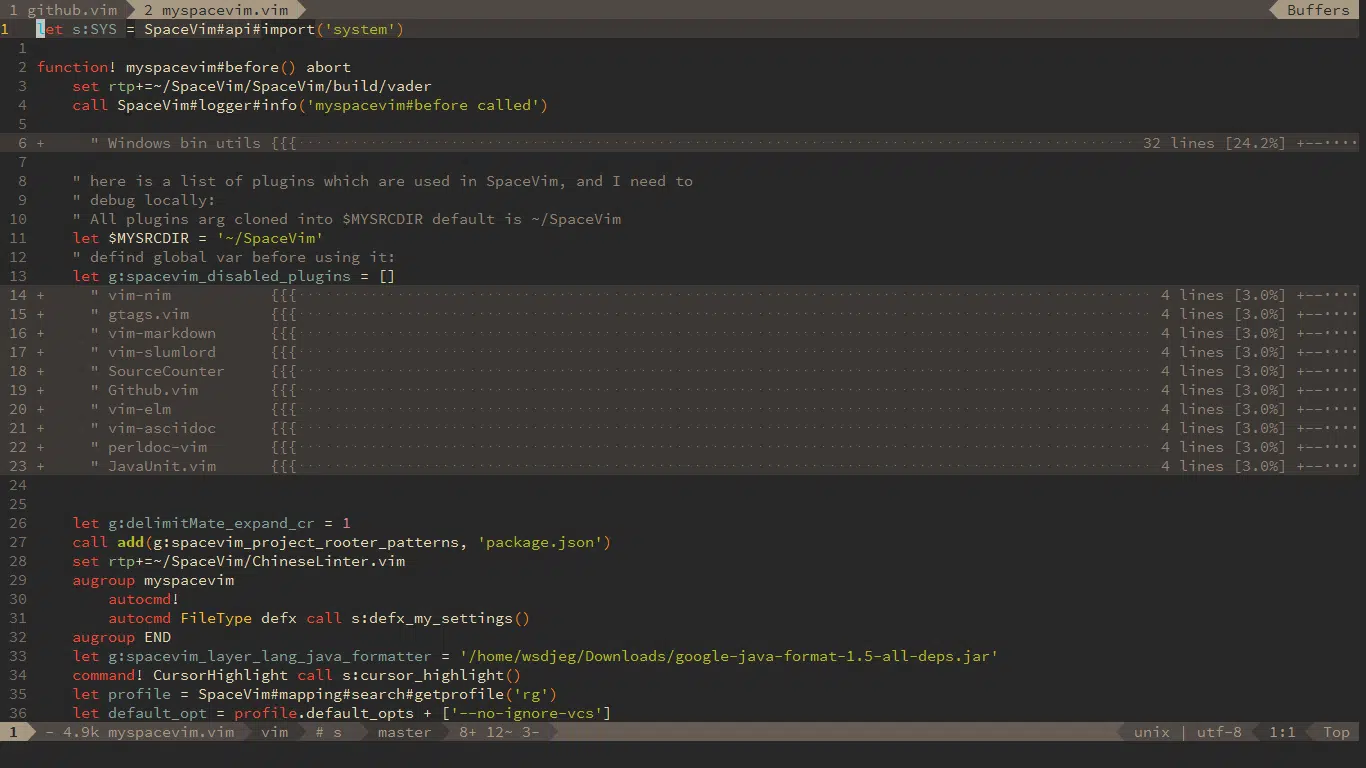 1 github.vim 2 myspacevim.vim Buffers
1 let s:SYS = SpaceVim#api#import('system')
1
2 function! myspacevim#before() abort
3 set rtp+=~/SpaceVim/SpaceVim/build/vader
4 call SpaceVim#logger#info('myspacevim#before called')
5
6 + " Windows bin utils {{{ 32 lines [24.2%] +--····
7
8 " here is a list of plugins which are used in SpaceVim, and I need to
9 " debug locally:
10 " All plugins arg cloned into $MYSRCDIR default is ~/SpaceVim
11 let $MYSRCDIR = '~/SpaceVim'
12 " defind global var before using it:
13 let g:spacevim_disabled_plugins = []
14 + " vim-nim {{{ 4 lines [3.0%] +--····
15 + " gtags.vim {{{ 4 lines [3.0%] +--····
16 + " vim-markdown {{{ 4 lines [3.0%] +--····
17 + " vim-slumlord {{{ 4 lines [3.0%] +--····
18 + " SourceCounter {{{ 4 lines [3.0%] +--····
19 + " Github.vim {{{ 4 lines [3.0%] +--····
20 + " vim-elm {{{ 4 lines [3.0%] +--····
21 + " vim-asciidoc {{{ 4 lines [3.0%] +--····
22 + " perldoc-vim {{{ 4 lines [3.0%] +--····
23 + " JavaUnit.vim {{{ 4 lines [3.0%] +--····
24
25
26 let g:delimitMate_expand_cr = 1
27 call add(g:spacevim_project_rooter_patterns, 'package.json')
28 set rtp+=~/SpaceVim/ChineseLinter.vim
29 augroup myspacevim
30 autocmd!
31 autocmd FileType defx call s:defx_my_settings()
32 augroup END
33 let g:spacevim_layer_lang_java_formatter = '/home/wsdjeg/Downloads/google-java-format-1.5-all-deps.jar'
34 command! CursorHighlight call s:cursor_highlight()
35 let profile = SpaceVim#mapping#search#getprofile('rg')
36 let default_opt = profile.default_opts + ['--no-ignore-vcs']
1 - 4.9k myspacevim.vim vim # s master 8+ 12~ 3- unix | utf-8 1:1 Top